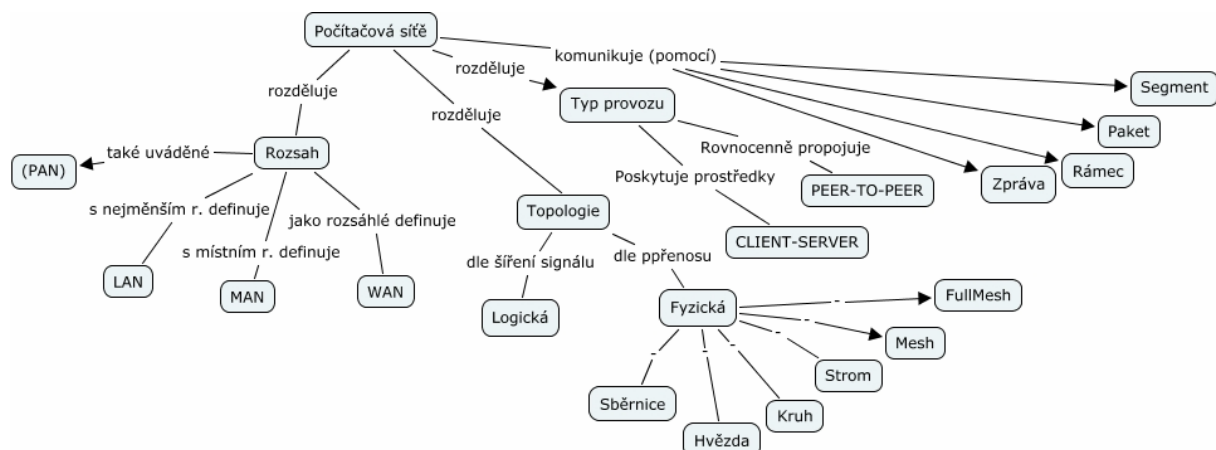 Počítačová síťě
komunikuje (pomocí)
rozděluje
Segment
rozděluje
Typ provozu
rozděluje
Paket
také uváděné
Rozsah
Rovnocenně propojuje
(PAN)
Rámec
Poskytuje prostředky
Zpráva
PEER-TO-PEER
s nejměnším r. definuje
Topologie
jako rozsáhlé definuje
CLIENT-SERVER
s místním r. definuje
dle šíření signálu
dle ppřenosu
LAN
MAN
WAN
FullMesh
Logická
Fyzická
-
-
Mesh
-
Strom
-
-
-
Sběrnice
Kruh
Hvězda